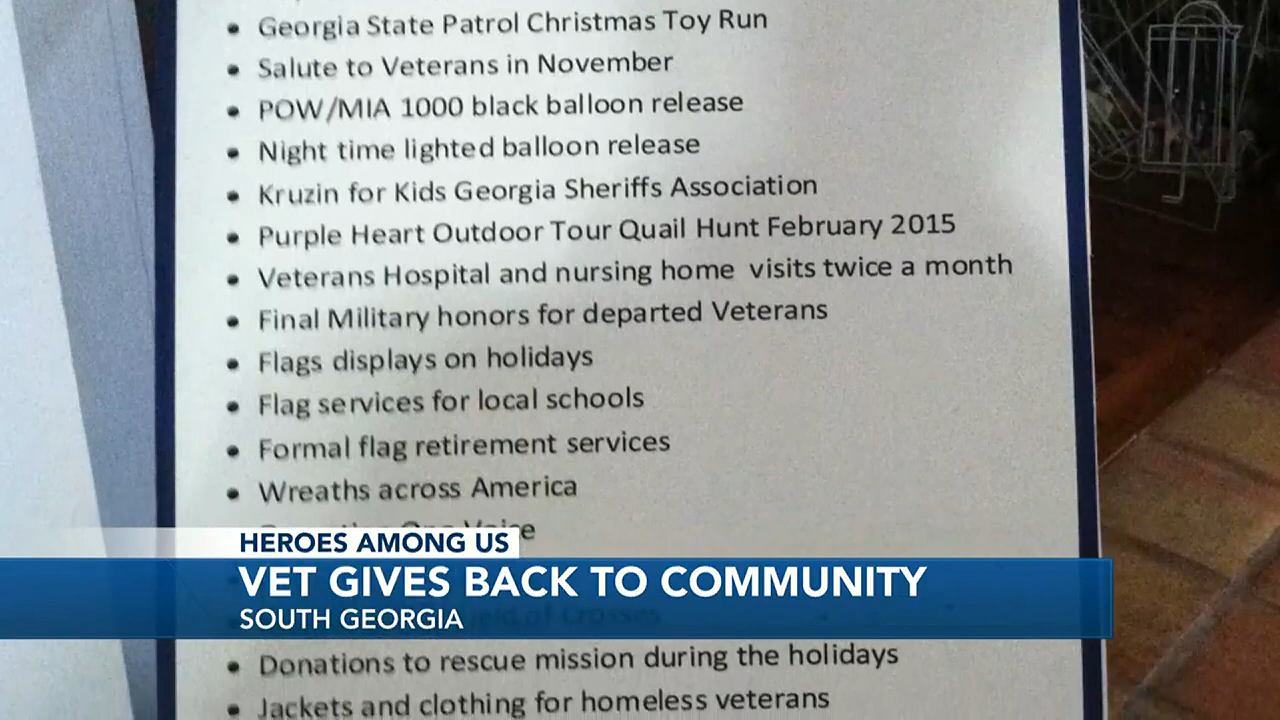 • Georgia State Patrol Christmas Toy Run
• Salute to Veterans in November
• POW/MIA 1000 black balloon release
• Night time lighted balloon release
• Kruzin for Kids Georgia Sheriffs Association
• Purple Heart Outdoor Tour Quail Hunt February 2015
• Veterans Hospital and nursing home visits twice a month
• Final Military honors for departed Veterans
• Flags displays on holidays
• Flag services for local schools
• Formal flag retirement services
• Wreaths across America
One Voice
HEROES AMONG US
VET GIVES BACK TO COMMUNITY
SOUTH GEORGIA
of Crosses
• Donations to rescue mission during the holidays
• Jackets and clothing for homeless veterans